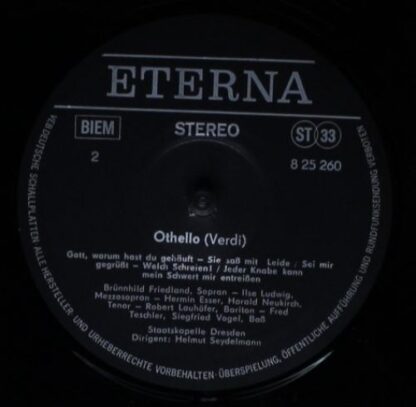 ETERNA
BIEM
STEREO
ST 33
2
8 25 260
Othello (Verdi)
Gott, warum hast du gehäuft – Sie saß mit Leide; Sei mir
gegrüßt – Welch Schreien! / Jeder Knabe kann
mein Schwert mir entreißen
Brünnhild Friedland, Sopran – Ilse Ludwig,
Mezzosopran – Hermin Esser, Harald Neukirch,
Tenor – Robert Lauhöfer, Bariton – Fred
Teschler, Siegfried Vogel, Baß
Staatskapelle Dresden
Dirigent: Helmut Seydelmann
VEB DEUTSCHE SCHALLPLATTEN ALLE HERSTELLER UND URHEBERRECHTE VORBEHALTEN · ÜBERSPIELUNG, ÖFFENTLICHE AUFFÜHRUNG UND RUNDFUNKSENDUNG VERBOTEN